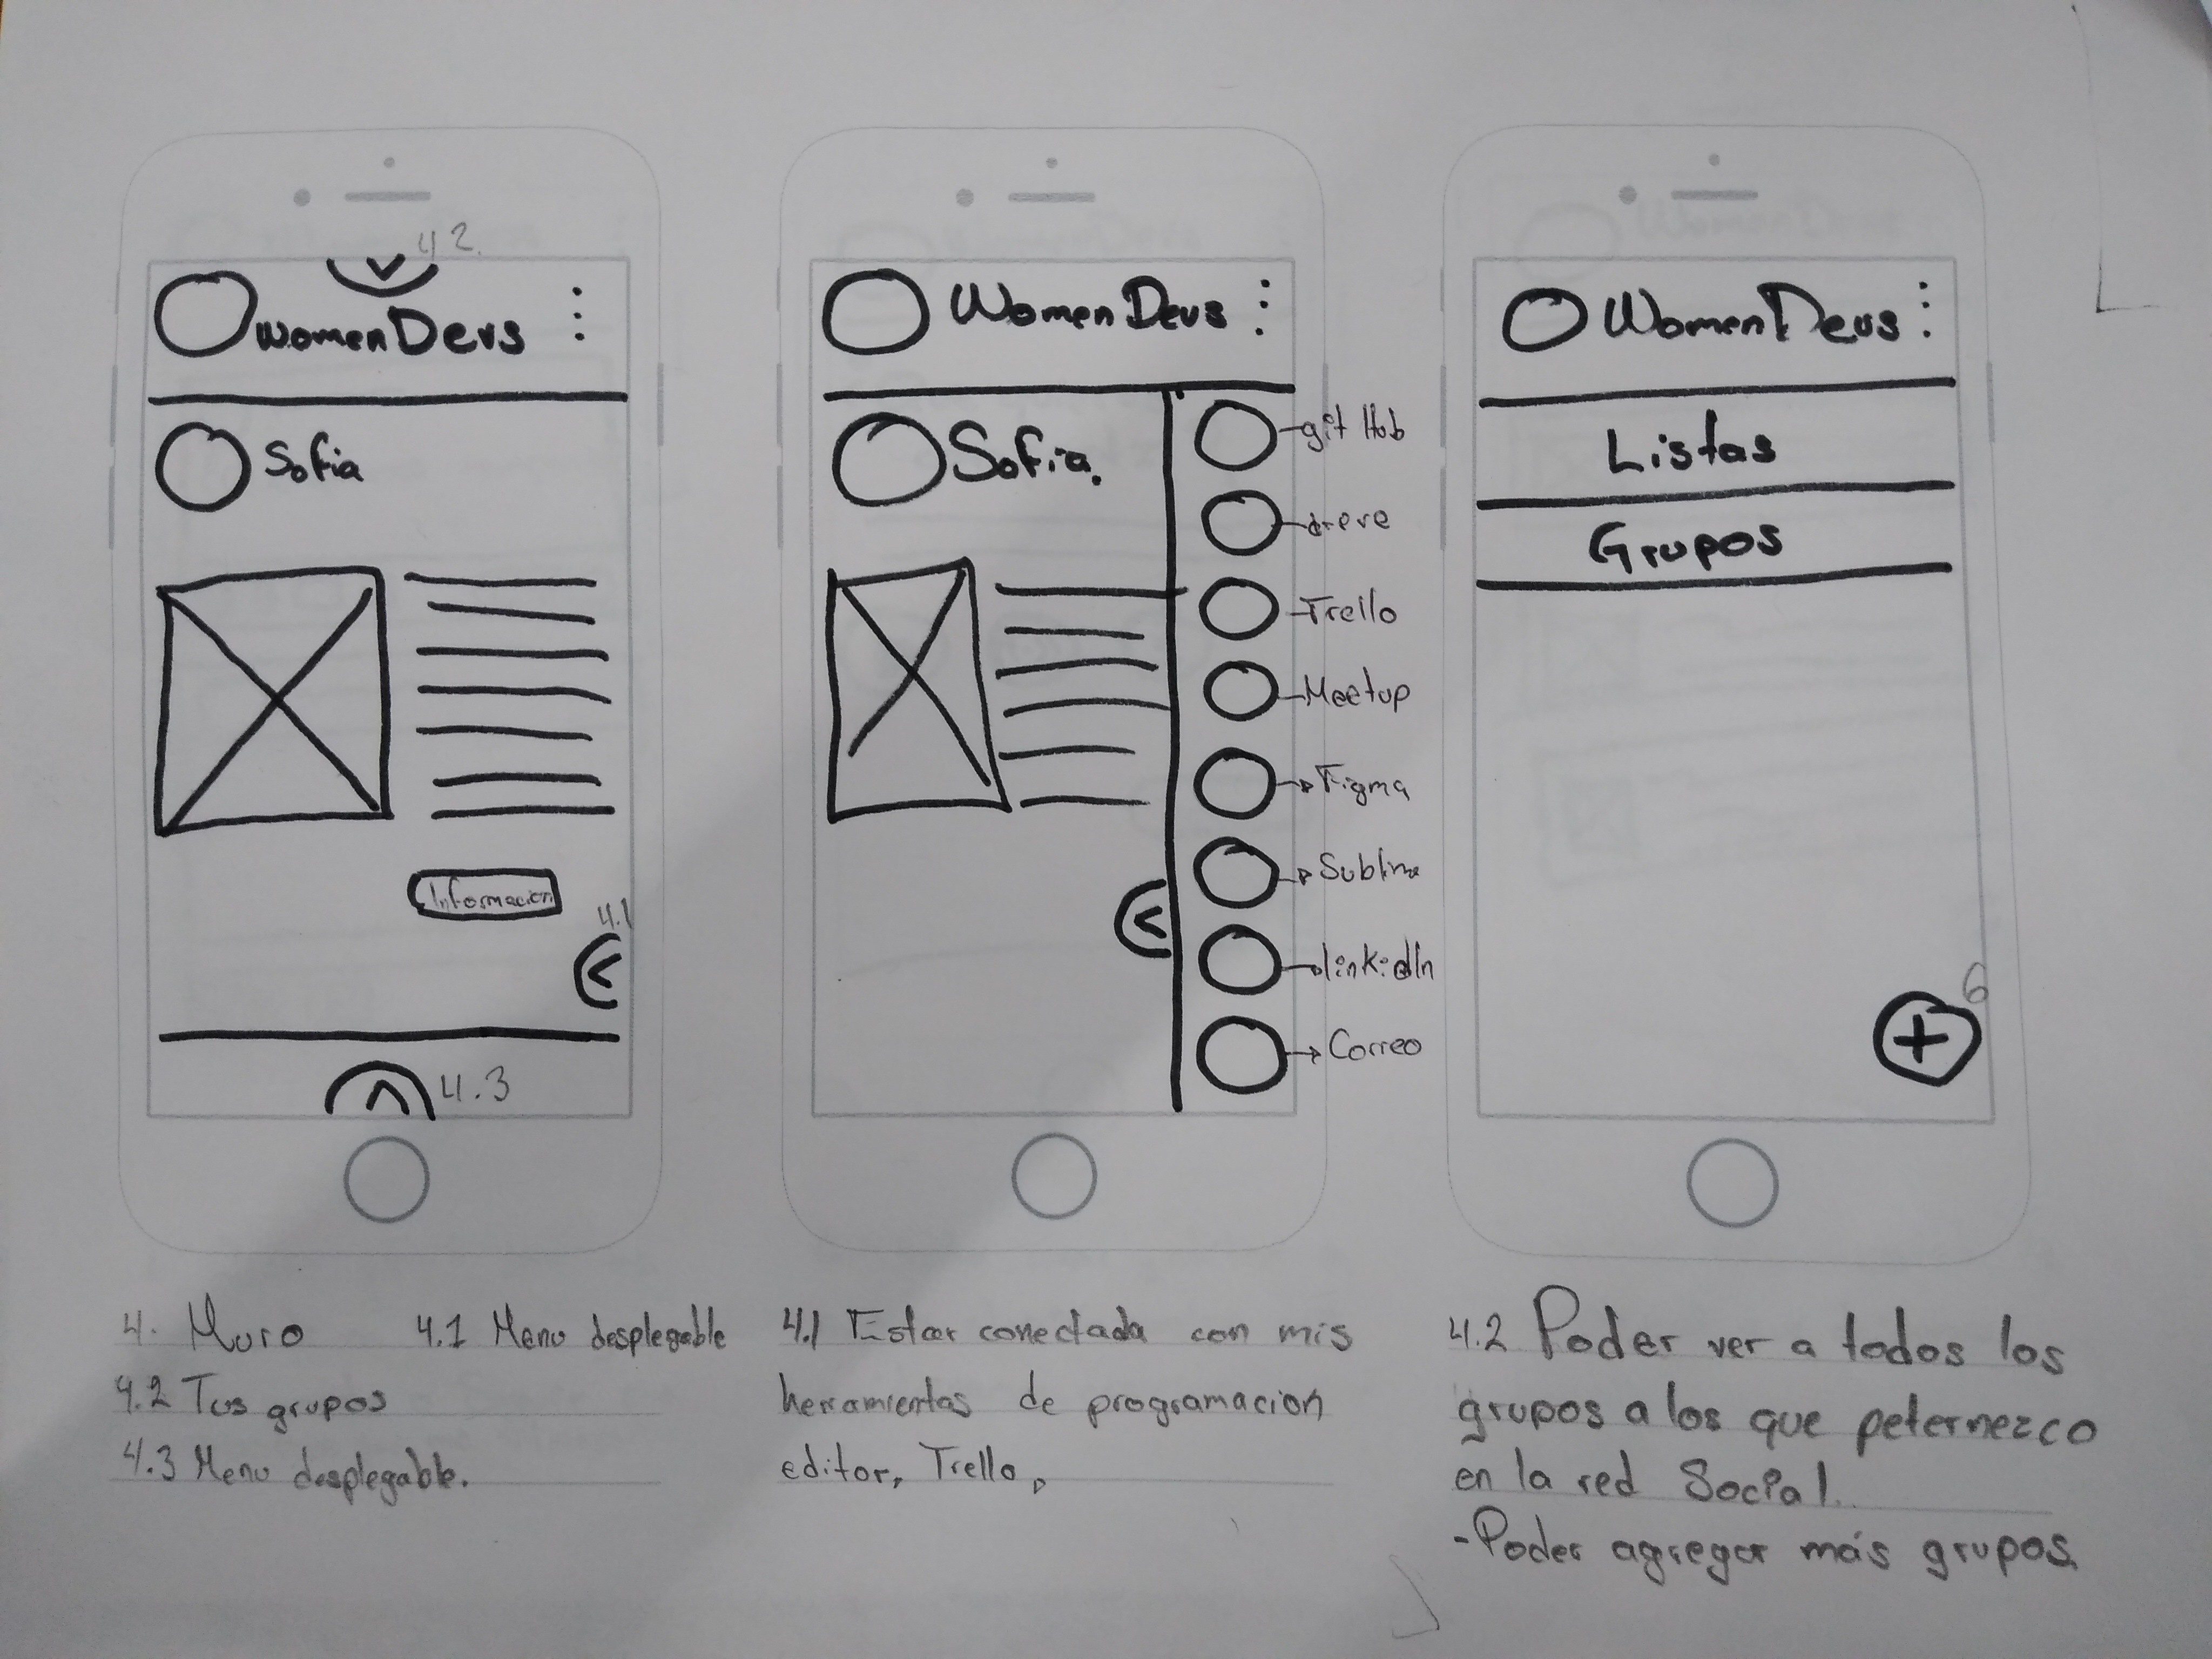 4 2.
WomenDevs
Sofia
Informacion
4.1
4.3
4. Muro 4.1 Menu desplegable
4.2 Tus grupos
4.3 Menu desplegable.
WomenDevs
Sofia.
git Hub
Trello
Meetup
Figma
Sublime
linkedIn
Correo
4.1 Estar conectada con mis
herramientas de programacion
editor, Trello,
WomenDevs
Listas
Grupos
6
+
4.2 Poder ver a todos los
grupos a los que peternezco
en la red Social.
-Poder agregar más grupos.